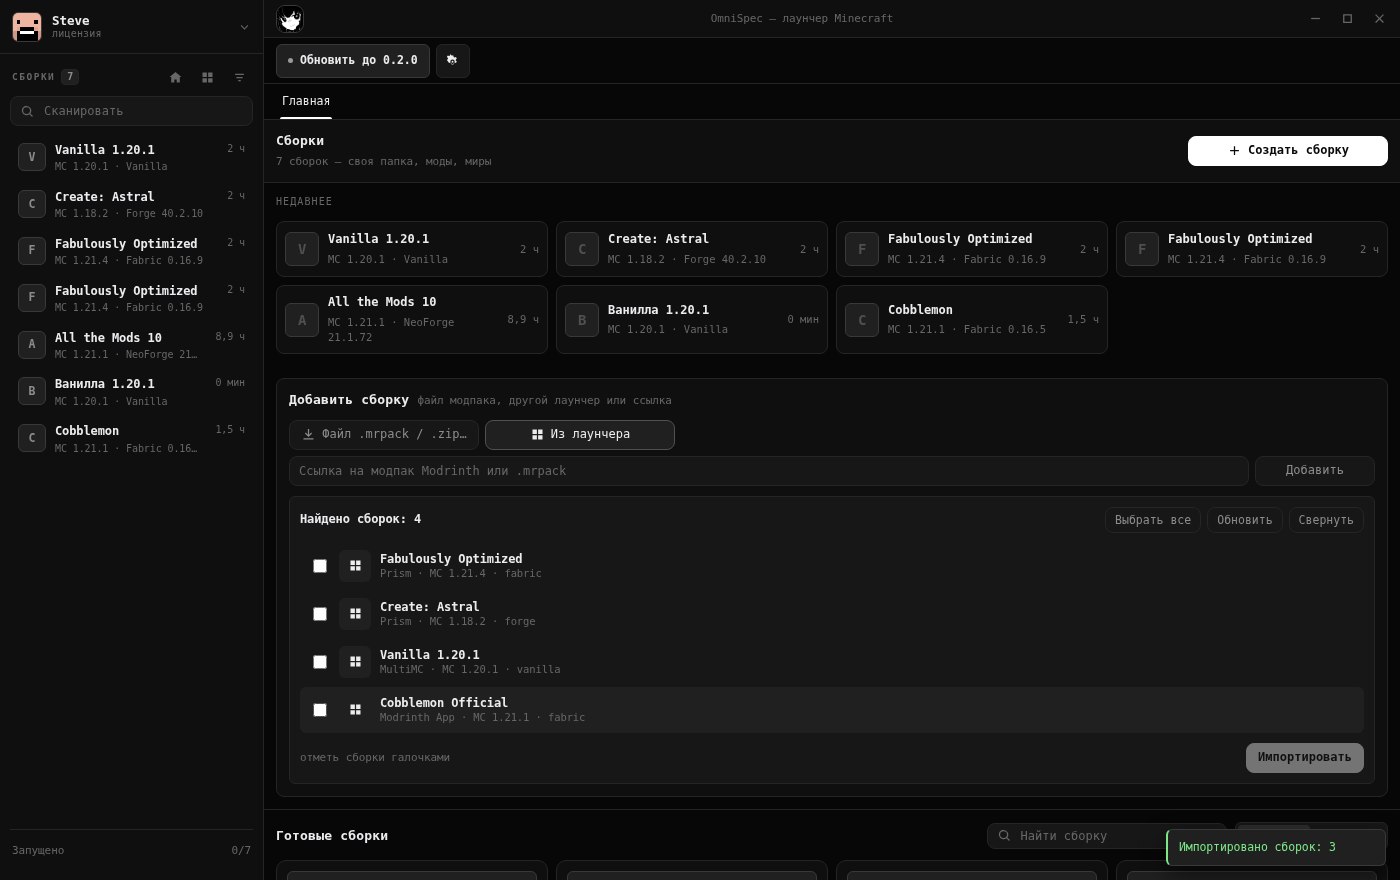 Steve
лицензия
OmniSpec — лаунчер Minecraft
Обновить до 0.2.0
СБОРКИ 7
Сканировать
Vanilla 1.20.1
2 ч
MC 1.20.1 · Vanilla
Create: Astral
2 ч
MC 1.18.2 · Forge 40.2.10
Fabulously Optimized
2 ч
MC 1.21.4 · Fabric 0.16.9
Fabulously Optimized
2 ч
MC 1.21.4 · Fabric 0.16.9
All the Mods 10
8,9 ч
MC 1.21.1 · NeoForge 21…
Ванилла 1.20.1
0 мин
MC 1.20.1 · Vanilla
Cobblemon
1,5 ч
MC 1.21.1 · Fabric 0.16…
Запущено
0/7
Главная
Сборки
7 сборок — своя папка, моды, миры
+ Создать сборку
НЕДАВНЕЕ
V
Vanilla 1.20.1
MC 1.20.1 · Vanilla
2 ч
C
Create: Astral
MC 1.18.2 · Forge 40.2.10
2 ч
F
Fabulously Optimized
MC 1.21.4 · Fabric 0.16.9
2 ч
F
Fabulously Optimized
MC 1.21.4 · Fabric 0.16.9
2 ч
A
All the Mods 10
MC 1.21.1 · NeoForge
21.1.72
8,9 ч
В
Ванилла 1.20.1
MC 1.20.1 · Vanilla
0 мин
C
Cobblemon
MC 1.21.1 · Fabric 0.16.5
1,5 ч
Добавить сборку файл модпака, другой лаунчер или ссылка
Файл .mrpack / .zip…
Из лаунчера
Ссылка на модпак Modrinth или .mrpack
Добавить
Найдено сборок: 4
Выбрать все
Обновить
Свернуть
Fabulously Optimized
Prism · MC 1.21.4 · fabric
Create: Astral
Prism · MC 1.18.2 · forge
Vanilla 1.20.1
MultiMC · MC 1.20.1 · vanilla
Cobblemon Official
Modrinth App · MC 1.21.1 · fabric
отметь сборки галочками
Импортировать
Готовые сборки
Найти сборку
Импортировано сборок: 3